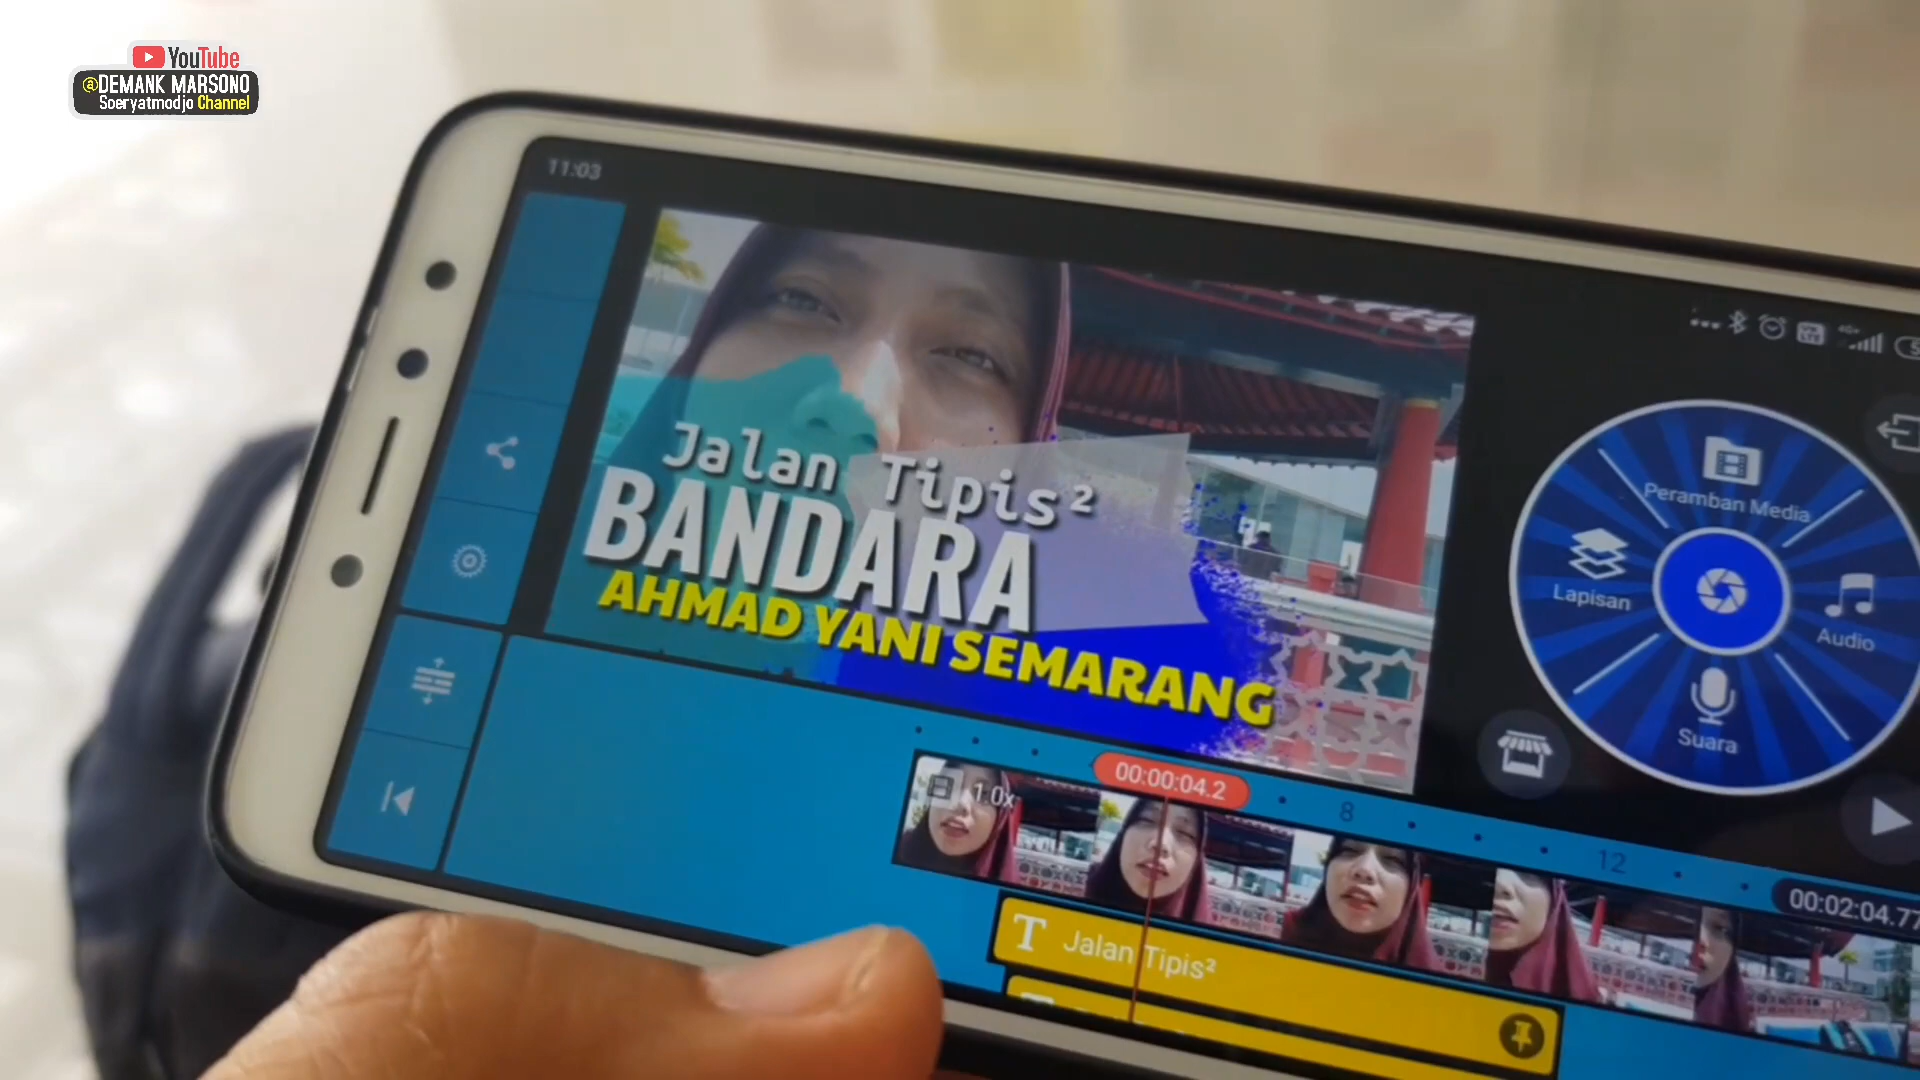 YouTube
@DEMANK MARSONO
Soeryatmodjo Channel
11:03
4G+
Jalan Tipis²
BANDARA
AHMAD YANI SEMARANG
Peramban Media
Lapisan
Audio
Suara
00:00:04.2
1.0x
8
12
00:02:04.77
T Jalan Tipis²